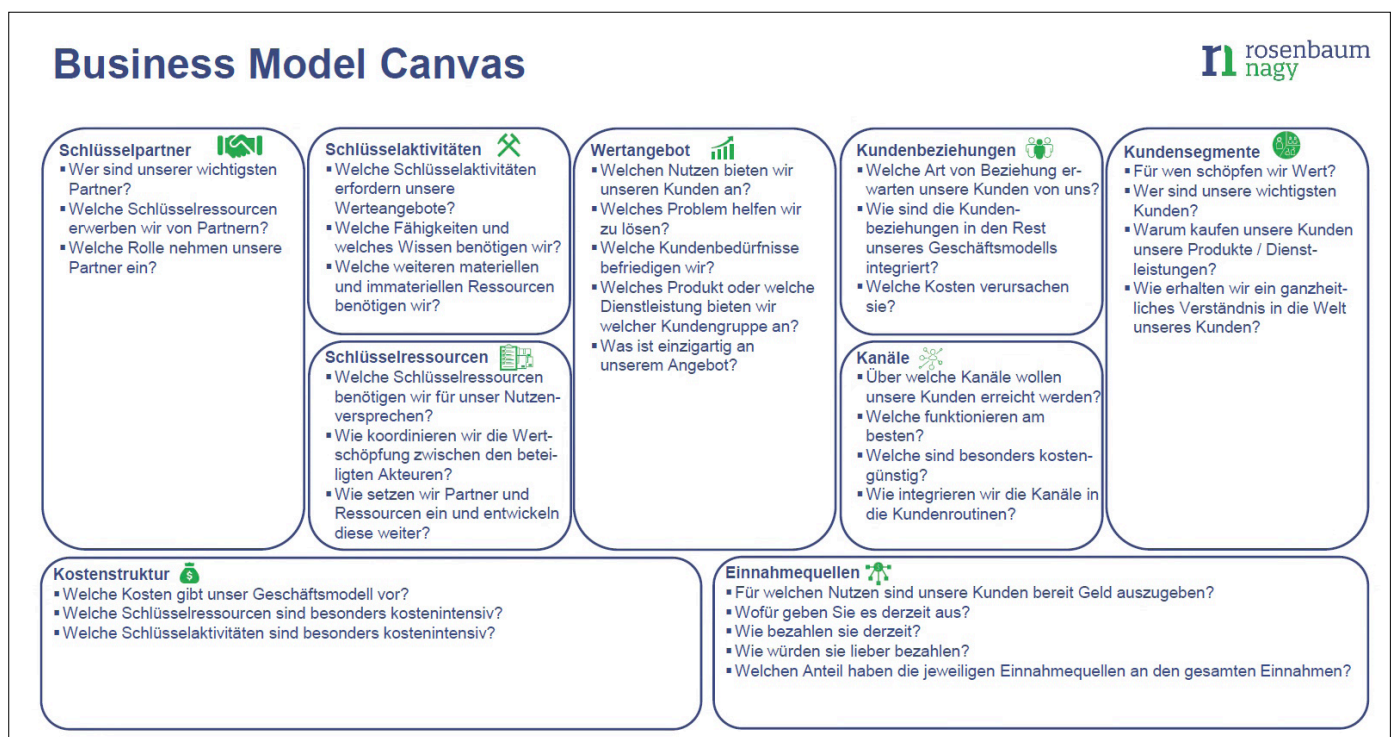 Business Model Canvas
rosenbaum
nagy
Schlüsselpartner
▪ Wer sind unserer wichtigsten
Partner?
▪ Welche Schlüsselressourcen
erwerben wir von Partnern?
▪ Welche Rolle nehmen unsere
Partner ein?
Schlüsselaktivitäten
▪ Welche Schlüsselaktivitäten
erfordern unsere
Werteangebote?
▪ Welche Fähigkeiten und
welches Wissen benötigen wir?
▪ Welche weiteren materiellen
und immateriellen Ressourcen
benötigen wir?
Schlüsselressourcen
▪ Welche Schlüsselressourcen
benötigen wir für unser Nutzen-
versprechen?
▪ Wie koordinieren wir die Wert-
schöpfung zwischen den betei-
ligten Akteuren?
▪ Wie setzen wir Partner und
Ressourcen ein und entwickeln
diese weiter?
Wertangebot
▪ Welchen Nutzen bieten wir
unseren Kunden an?
▪ Welches Problem helfen wir
zu lösen?
▪ Welche Kundenbedürfnisse
befriedigen wir?
▪ Welches Produkt oder welche
Dienstleistung bieten wir
welcher Kundengruppe an?
▪ Was ist einzigartig an
unserem Angebot?
Kundenbeziehungen
▪ Welche Art von Beziehung er-
warten unsere Kunden von uns?
▪ Wie sind die Kunden-
beziehungen in den Rest
unseres Geschäftsmodells
integriert?
▪ Welche Kosten verursachen
sie?
Kanäle
▪ Über welche Kanäle wollen
unsere Kunden erreicht werden?
▪ Welche funktionieren am
besten?
▪ Welche sind besonders kosten-
günstig?
▪ Wie integrieren wir die Kanäle in
die Kundenroutinen?
Kundensegmente
▪ Für wen schöpfen wir Wert?
▪ Wer sind unsere wichtigsten
Kunden?
▪ Warum kaufen unsere Kunden
unsere Produkte / Dienst-
leistungen?
▪ Wie erhalten wir ein ganzheit-
liches Verständnis in die Welt
unseres Kunden?
Kostenstruktur
▪ Welche Kosten gibt unser Geschäftsmodell vor?
▪ Welche Schlüsselressourcen sind besonders kostenintensiv?
▪ Welche Schlüsselaktivitäten sind besonders kostenintensiv?
Einnahmequellen
▪ Für welchen Nutzen sind unsere Kunden bereit Geld auszugeben?
▪ Wofür geben Sie es derzeit aus?
▪ Wie bezahlen sie derzeit?
▪ Wie würden sie lieber bezahlen?
▪ Welchen Anteil haben die jeweiligen Einnahmequellen an den gesamten Einnahmen?